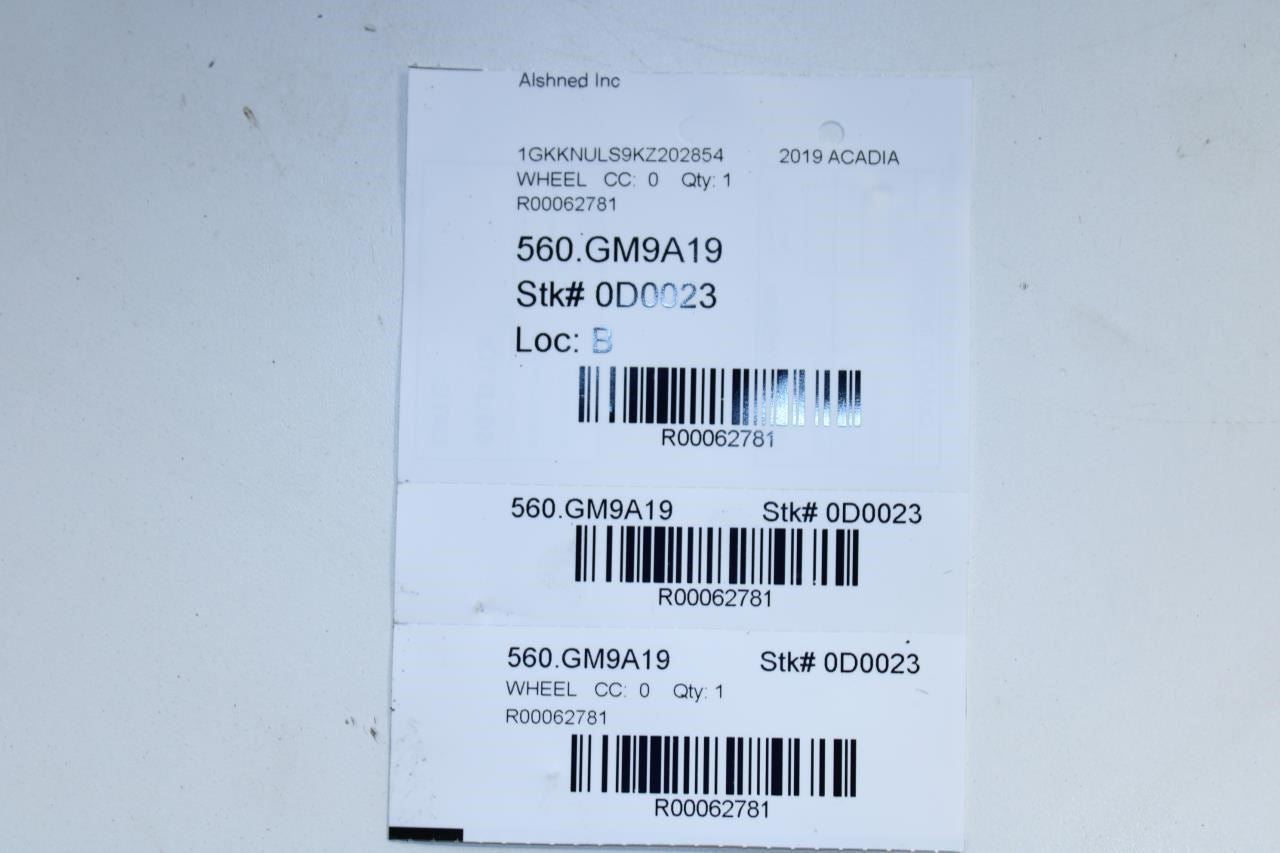 Alshned Inc
1GKKNULS9KZ202854 2019 ACADIA
WHEEL CC: 0 Qty: 1
R00062781
560.GM9A19
Stk# 0D0023
Loc: B
R00062781
560.GM9A19 Stk# 0D0023
R00062781
560.GM9A19 Stk# 0D0023
WHEEL CC: 0 Qty: 1
R00062781
R00062781